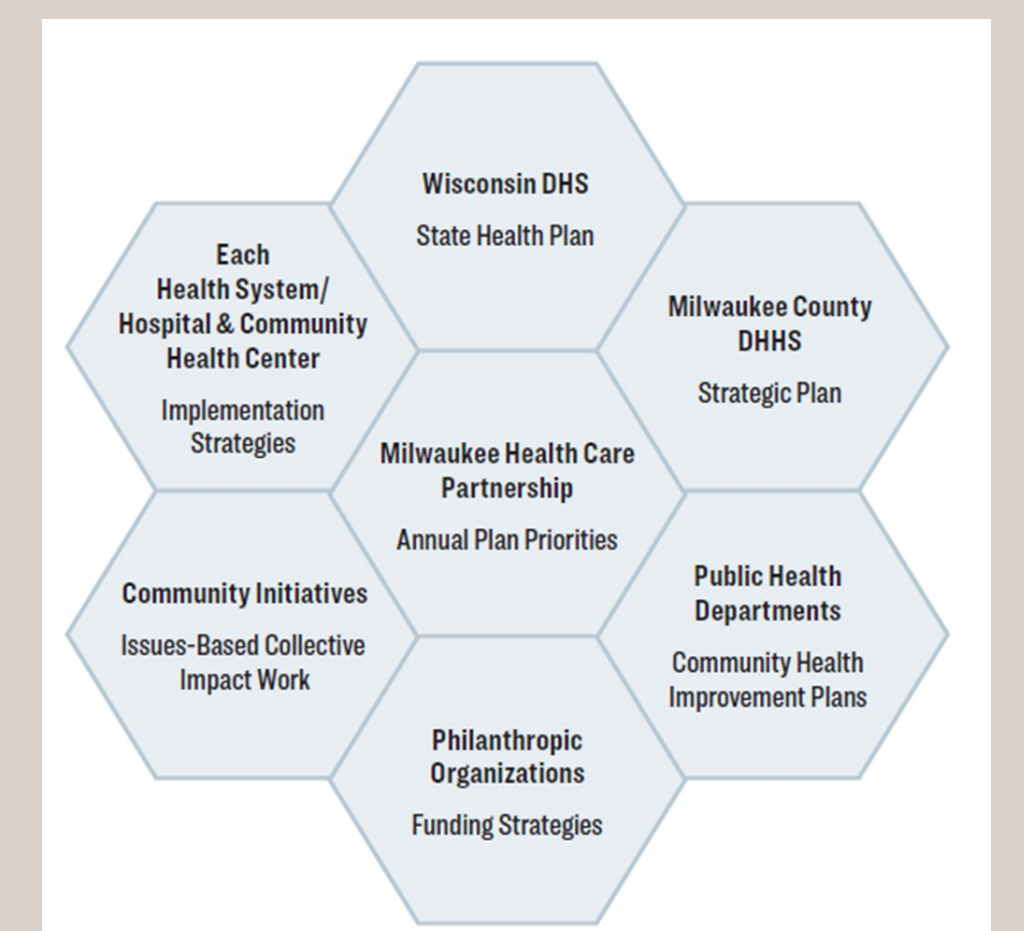 Wisconsin DHS
State Health Plan
Each
Health System/
Hospital & Community
Health Center
Implementation
Strategies
Milwaukee County
DHHS
Strategic Plan
Milwaukee Health Care
Partnership
Annual Plan Priorities
Community Initiatives
Issues-Based Collective
Impact Work
Public Health
Departments
Community Health
Improvement Plans
Philanthropic
Organizations
Funding Strategies